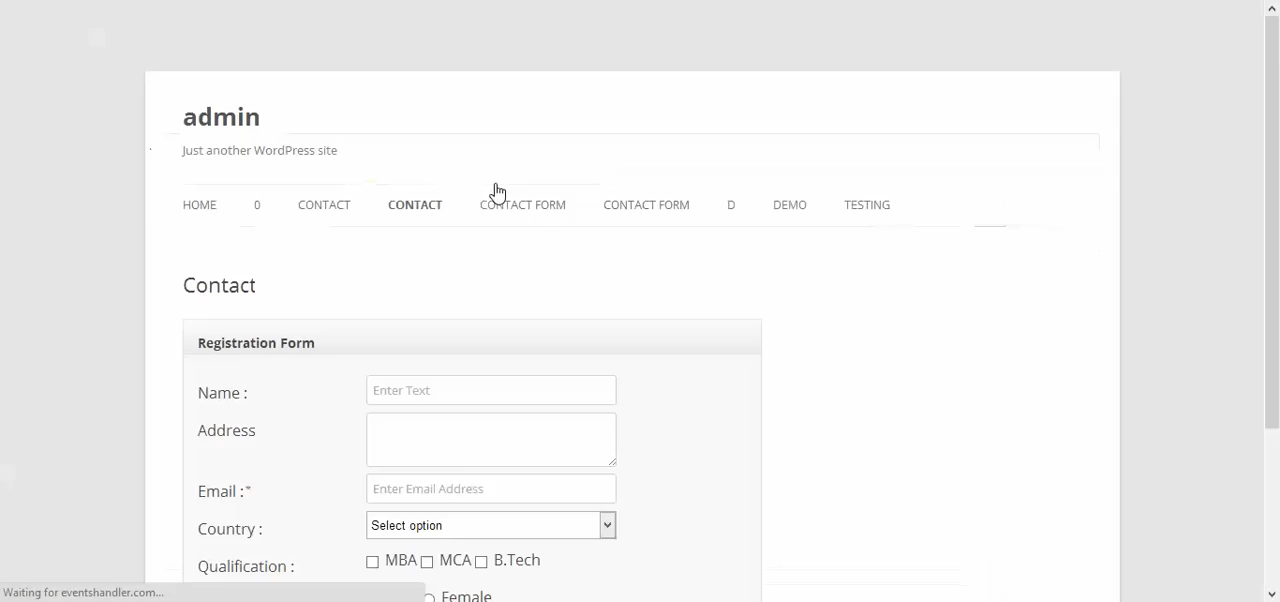 admin
Just another WordPress site
HOME 0 CONTACT CONTACT CONTACT FORM CONTACT FORM D DEMO TESTING
Contact
Registration Form
Name : Enter Text
Address
Email :* Enter Email Address
Country : Select option
Qualification : MBA MCA B.Tech
Female
Waiting for eventshandler.com...